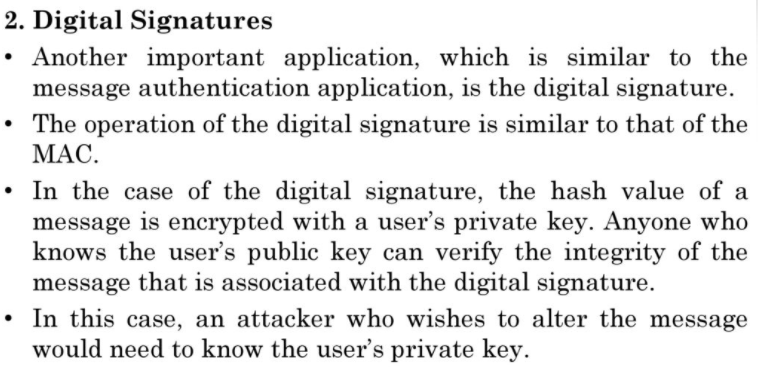 2. Digital Signatures
• Another important application, which is similar to the
message authentication application, is the digital signature.
• The operation of the digital signature is similar to that of the
MAC.
• In the case of the digital signature, the hash value of a
message is encrypted with a user's private key. Anyone who
knows the user's public key can verify the integrity of the
message that is associated with the digital signature.
• In this case, an attacker who wishes to alter the message
would need to know the user's private key.